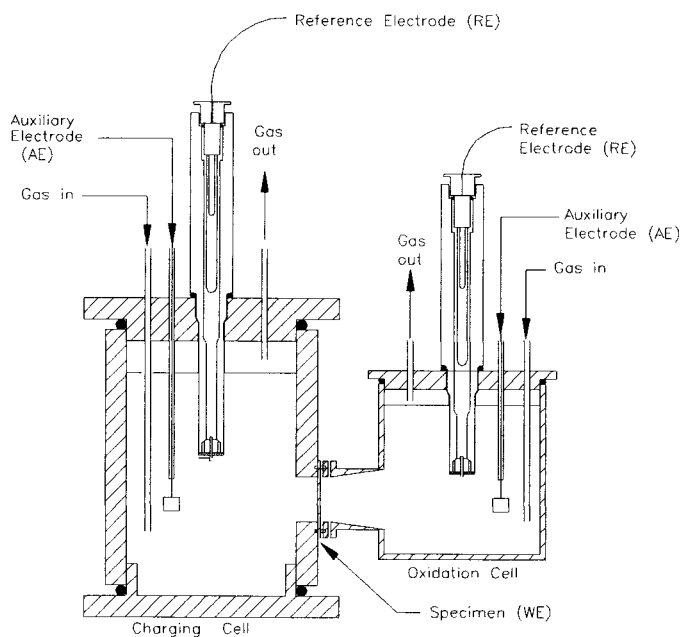 Reference Electrode (RE)
Auxiliary
Electrode
(AE)
Gas
out
Gas in
Reference
Electrode (RE)
Auxiliary
Electrode (AE)
Gas
out
Gas in
Oxidation Cell
Specimen (WE)
Charging Cell